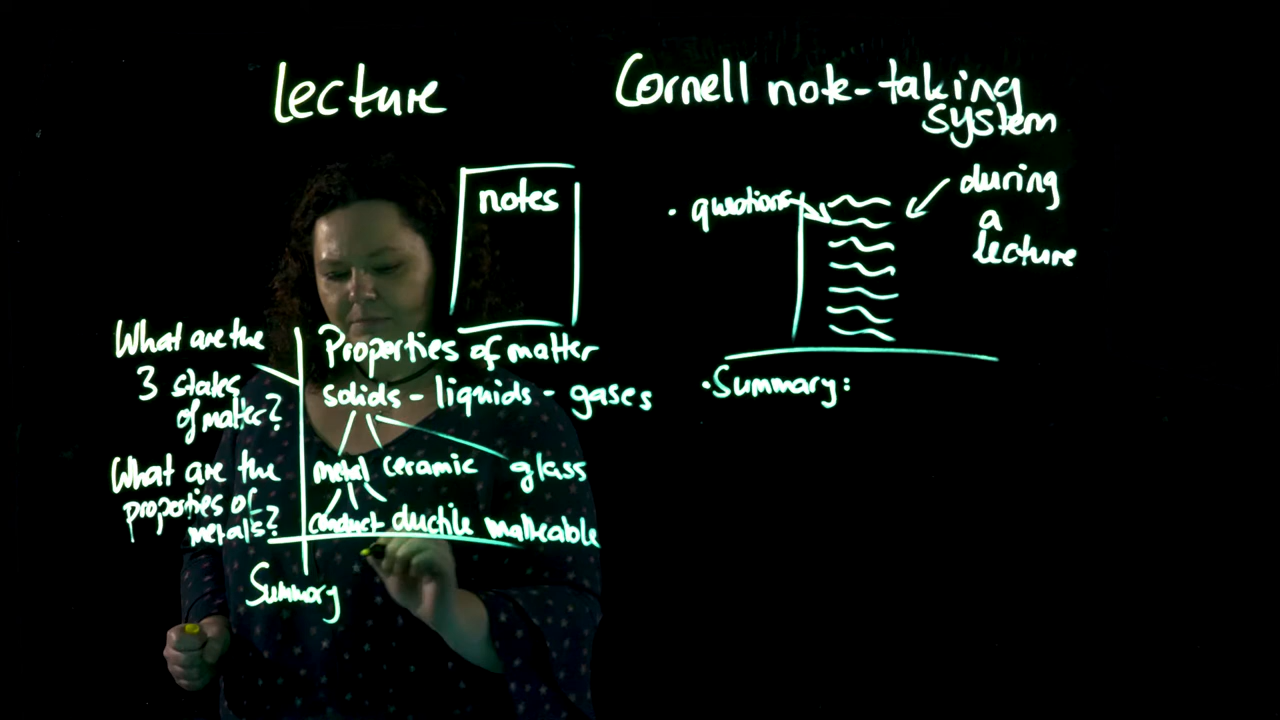 Lecture
notes
What are the
3 states
of matter?
Properties of matter
solids - liquids - gases
What are the
properties of
metals?
metal ceramic glass
conduct ductile malleable
Summary
Cornell note-taking
system
• questions
during
a
lecture
• Summary: